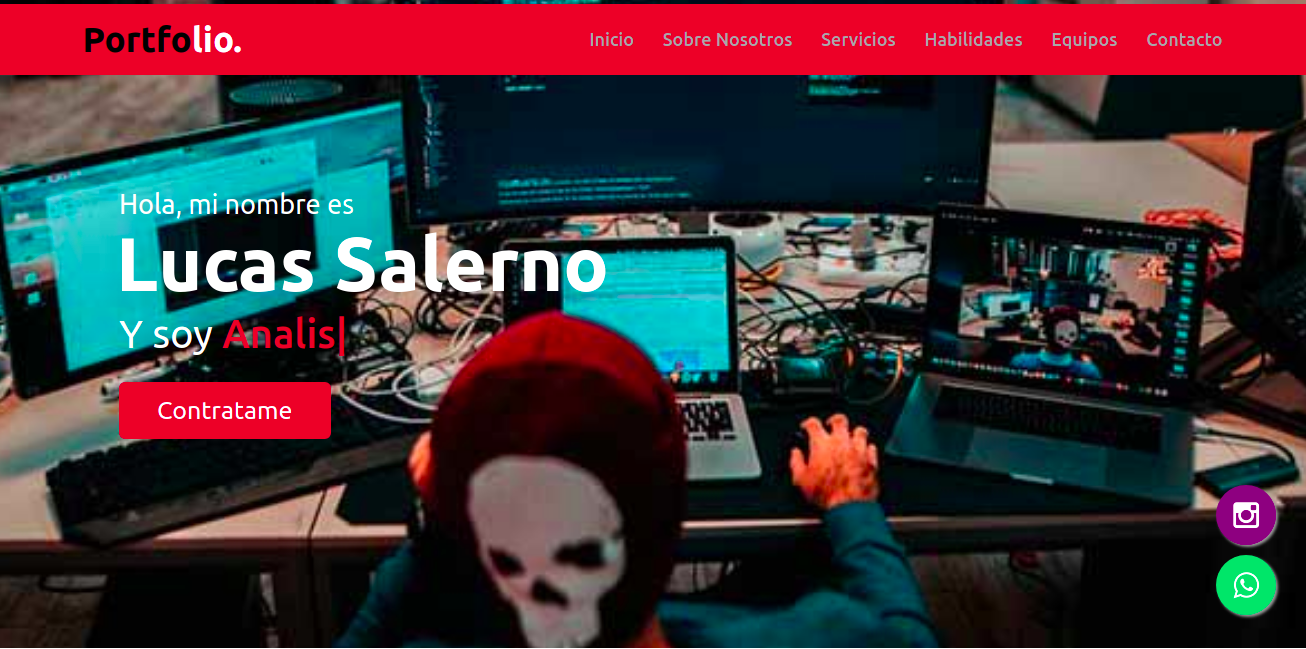 Portfolio.
Inicio Sobre Nosotros Servicios Habilidades Equipos Contacto
Hola, mi nombre es
Lucas Salerno
Y soy Analis|
Contratame